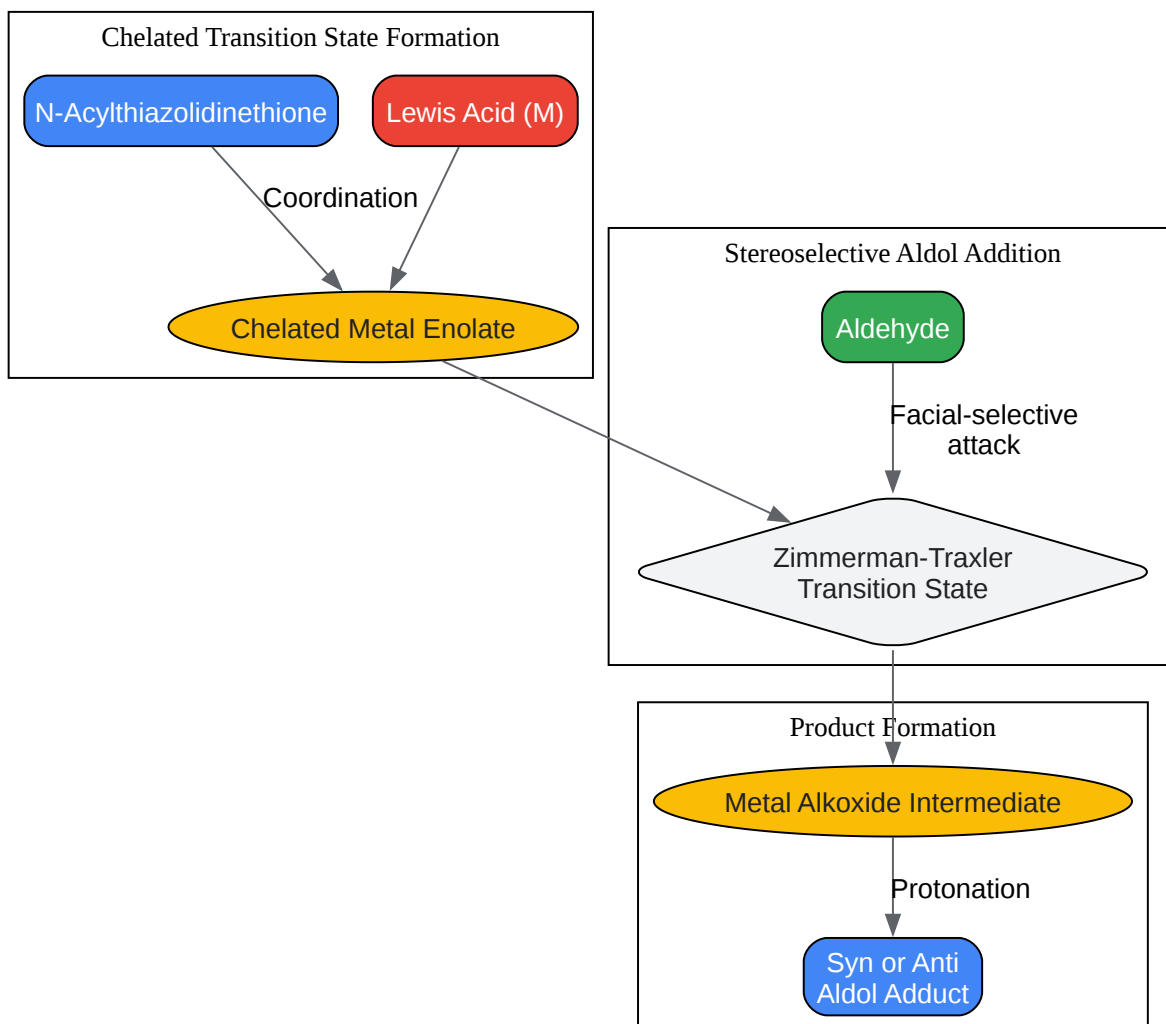 Chelated Transition State Formation
N-Acylthiazolidinethione
Lewis Acid (M)
Coordination
Chelated Metal Enolate
Stereoselective Aldol Addition
Aldehyde
Facial-selective
attack
Zimmerman-Traxler
Transition State
Product Formation
Metal Alkoxide Intermediate
Protonation
Syn or Anti
Aldol Adduct